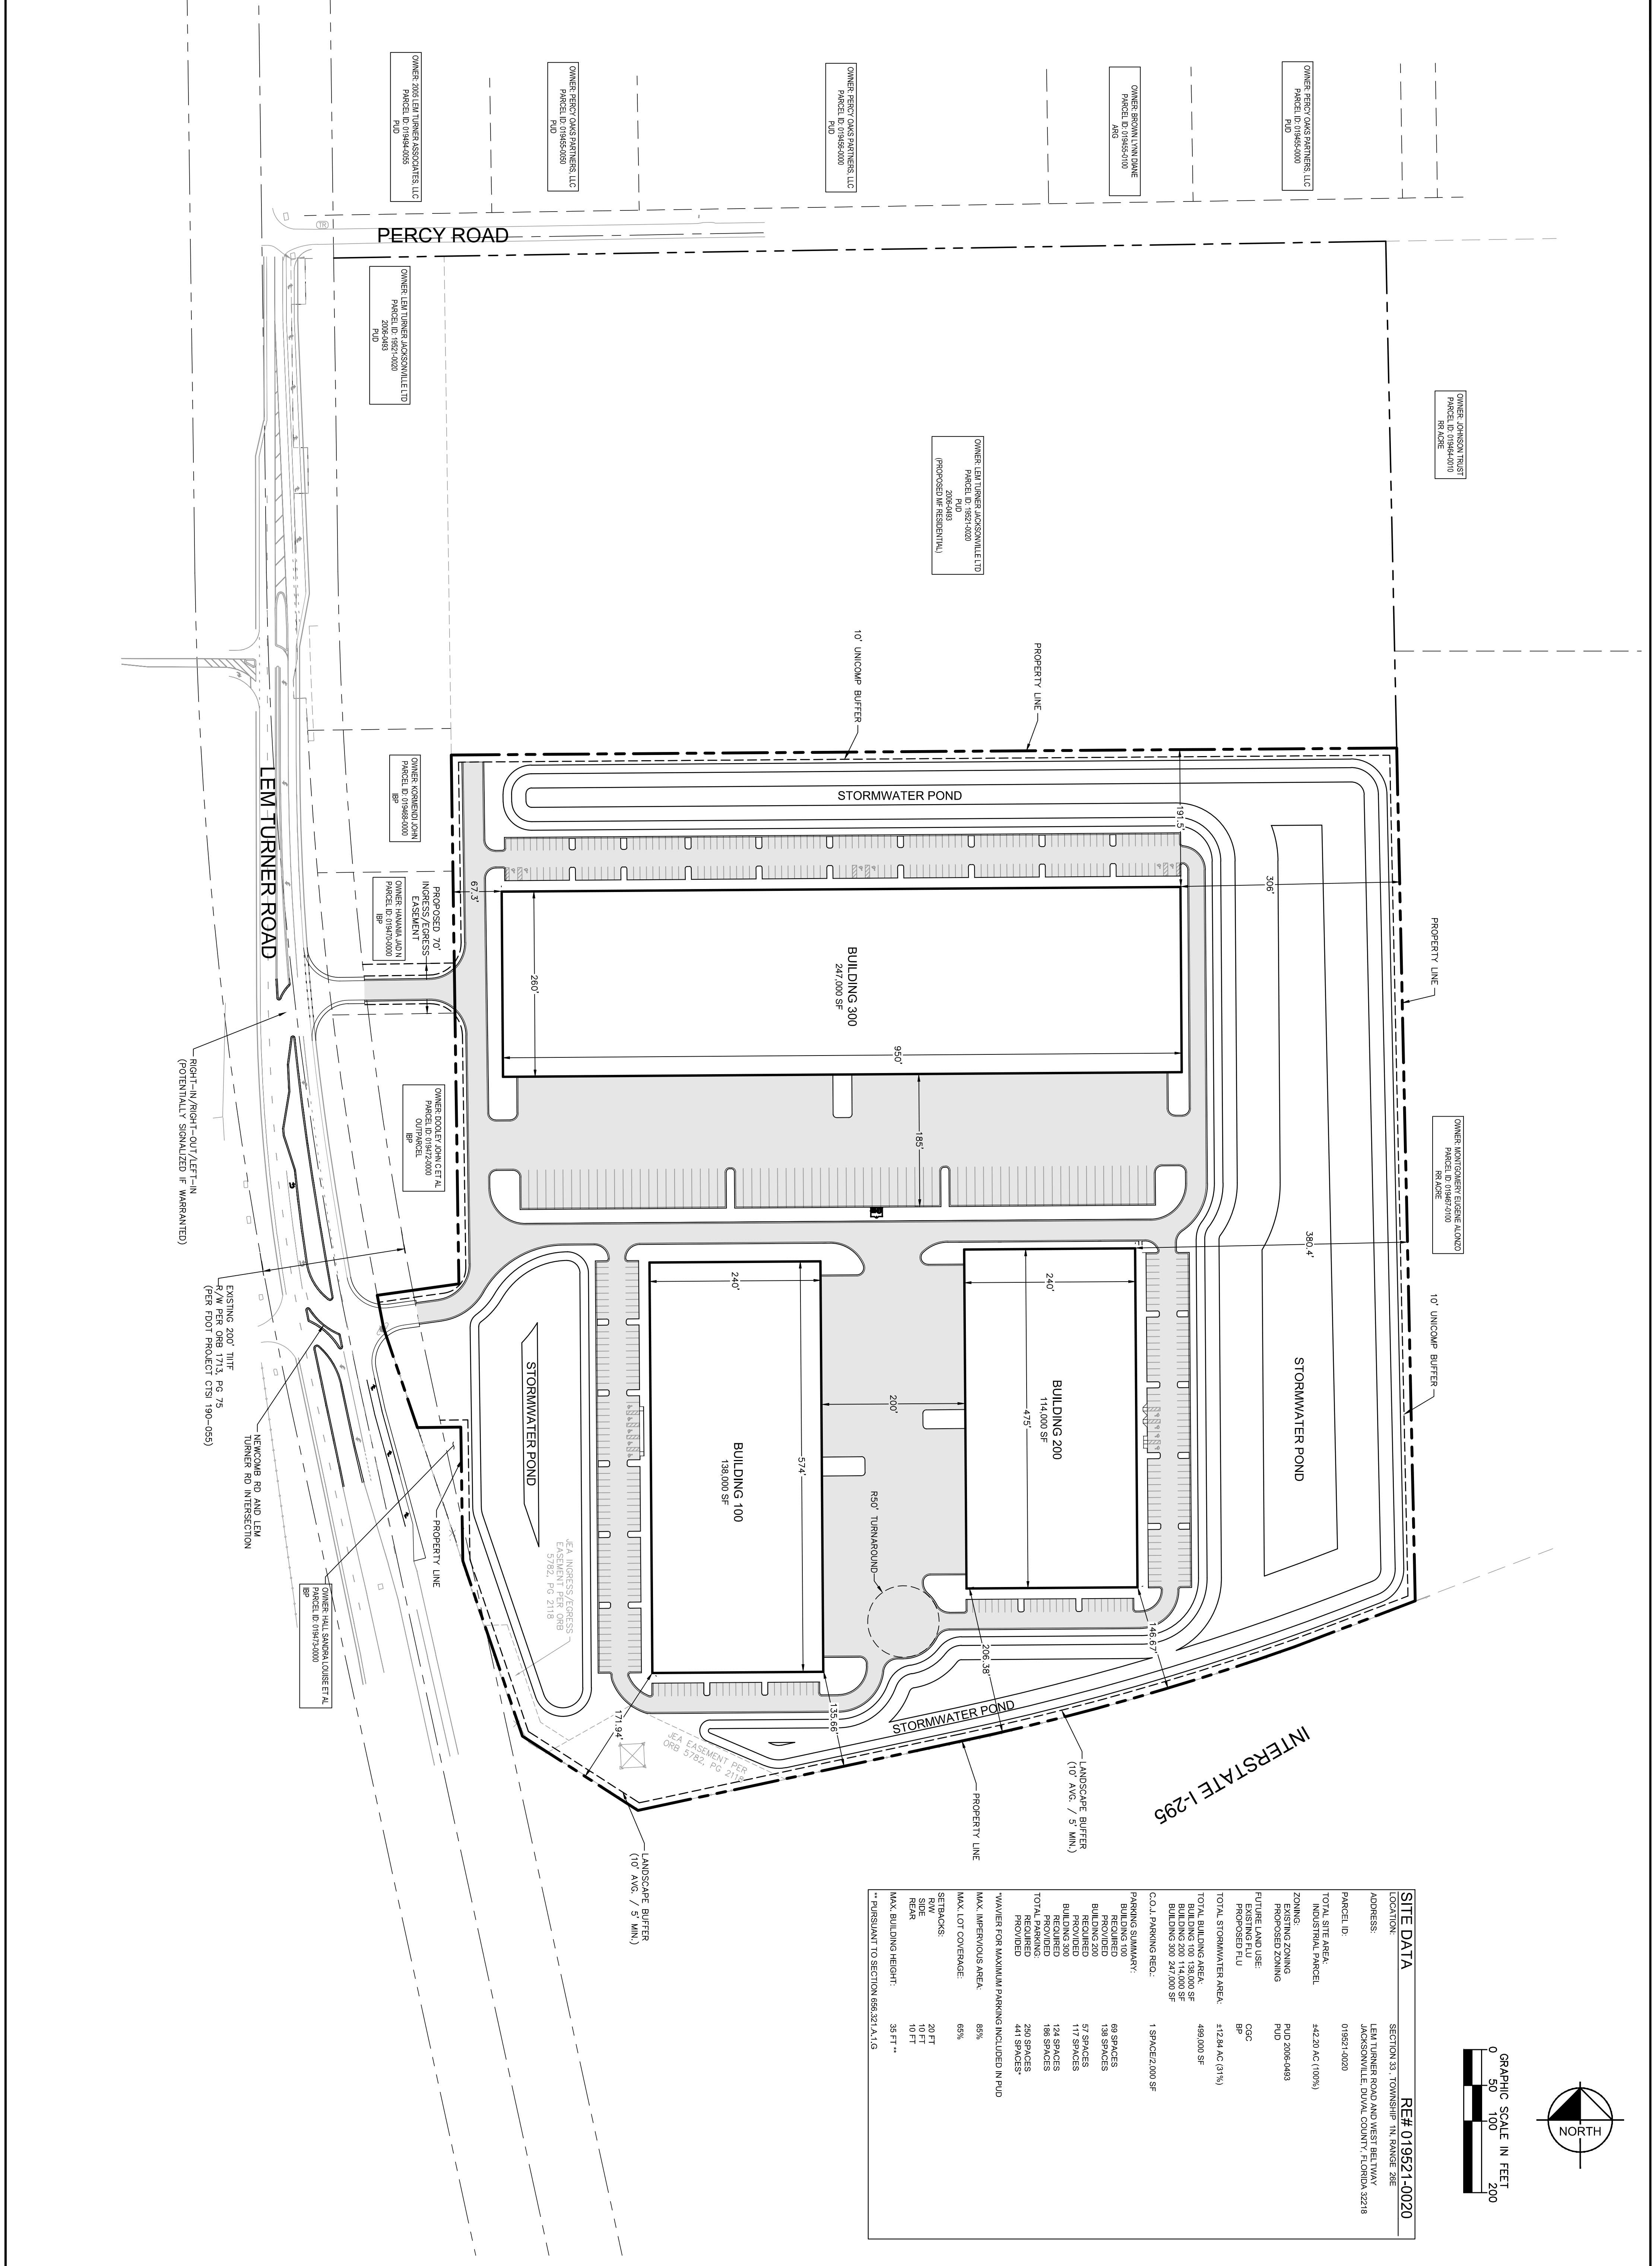 OWNER: 2005 LEM TURNER ASSOCIATES, LLC
PARCEL ID: 019494-0055
PUD
OWNER: PERCY OAKS PARTNERS, LLC
PARCEL ID: 019455-0050
PUD
OWNER: PERCY OAKS PARTNERS, LLC
PARCEL ID: 019456-0000
PUD
OWNER: BROWN LYNN DIANE
PARCEL ID: 019455-0100
ARG
OWNER: PERCY OAKS PARTNERS, LLC
PARCEL ID: 019455-0000
PUD
PERCY ROAD
OWNER: LEM TURNER JACKSONVILLE LTD
PARCEL ID: 19521-0020
2006-0493
PUD
OWNER: JOHNSON TRUST
PARCEL ID: 019464-0010
RR ACRE
OWNER: LEM TURNER JACKSONVILLE LTD
PARCEL ID: 19521-0020
PUD
2006-0493
(PROPOSED MF RESIDENTIAL)
10' UNICOMP BUFFER
PROPERTY LINE
LEM TURNER ROAD
OWNER: KORMENDI JOHN
PARCEL ID: 019468-0000
IBP
STORMWATER POND
191.5'
306'
67.3'
PROPOSED 70'
INGRESS/EGRESS
EASEMENT
OWNER: HANANIA JAD N
PARCEL ID: 019470-0000
IBP
260'
BUILDING 300
247,000 SF
950'
185'
PROPERTY LINE
RIGHT-IN/RIGHT-OUT/LEFT-IN
(POTENTIALLY SIGNALIZED IF WARRANTED)
OWNER: DOOLEY JOHN C ET AL
PARCEL ID: 019472-0000
OUTPARCEL
IBP
OWNER: MONTGOMERY EUGENE ALONZO
PARCEL ID: 019467-0100
RR ACRE
380.4'
10' UNICOMP BUFFER
EXISTING 200' TIITF
R/W PER ORB 1713, PG 75
(PER FDOT PROJECT CTSI 190-055)
NEWCOMB RD AND LEM
TURNER RD INTERSECTION
STORMWATER POND
240'
574'
BUILDING 100
138,000 SF
200'
240'
475'
BUILDING 200
114,000 SF
R50' TURNAROUND
STORMWATER POND
PROPERTY LINE
JEA INGRESS/EGRESS
EASEMENT PER ORB
5782, PG 2118
OWNER: HALL SANDRA LOUISE ET AL
PARCEL ID: 019473-0000
IBP
146.67'
206.38'
135.66'
171.94'
STORMWATER POND
JEA EASEMENT PER
ORB 5782, PG 2118
INTERSTATE I-295
LANDSCAPE BUFFER
(10' AVG. / 5' MIN.)
PROPERTY LINE
LANDSCAPE BUFFER
(10' AVG. / 5' MIN.)
SITE DATA RE# 019521-0020
LOCATION: SECTION 33 , TOWNSHIP 1N, RANGE 26E
ADDRESS: LEM TURNER ROAD AND WEST BELTWAY
JACKSONVILLE, DUVAL COUNTY, FLORIDA 32218
PARCEL ID: 019521-0020
TOTAL SITE AREA:
INDUSTRIAL PARCEL ±42.20 AC (100%)
ZONING:
EXISTING ZONING PUD 2006-0493
PROPOSED ZONING PUD
FUTURE LAND USE:
EXISTING FLU CGC
PROPOSED FLU BP
TOTAL STORMWATER AREA: ±12.84 AC (31%)
TOTAL BUILDING AREA: 499,000 SF
BUILDING 100 138,000 SF
BUILDING 200 114,000 SF
BUILDING 300 247,000 SF
C.O.J. PARKING REQ.: 1 SPACE/2,000 SF
PARKING SUMMARY:
BUILDING 100
REQUIRED 69 SPACES
PROVIDED 138 SPACES
BUILDING 200
REQUIRED 57 SPACES
PROVIDED 117 SPACES
BUILDING 300
REQUIRED 124 SPACES
PROVIDED 186 SPACES
TOTAL PARKING:
REQUIRED 250 SPACES
PROVIDED 441 SPACES*
*WAVIER FOR MAXIMUM PARKING INCLUDED IN PUD
MAX. IMPERVIOUS AREA: 85%
MAX. LOT COVERAGE: 65%
SETBACKS:
R/W 20 FT
SIDE 10 FT
REAR 10 FT
MAX. BUILDING HEIGHT: 35 FT **
** PURSUANT TO SECTION 656.321.A.1.G
GRAPHIC SCALE IN FEET
0 50 100 200
NORTH